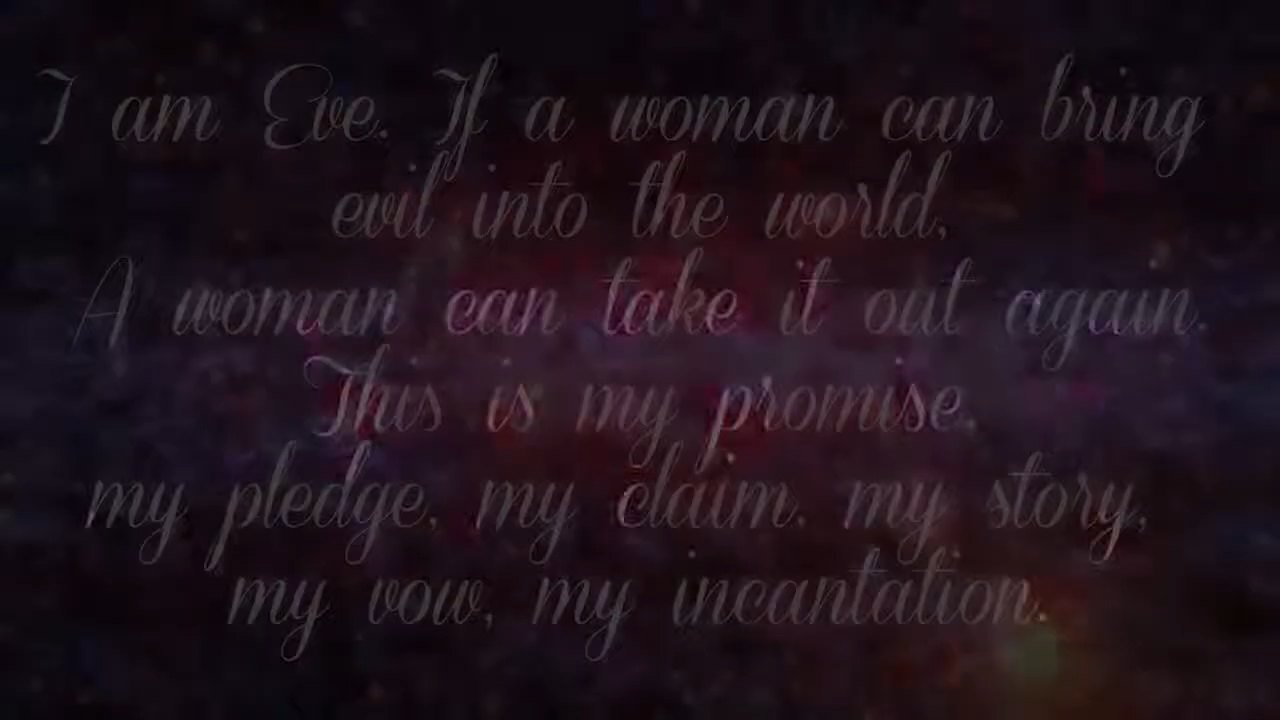 I am Eve. If a woman can bring
evil into the world,
A woman can take it out again.
This is my promise,
my pledge, my claim, my story,
my vow, my incantation.